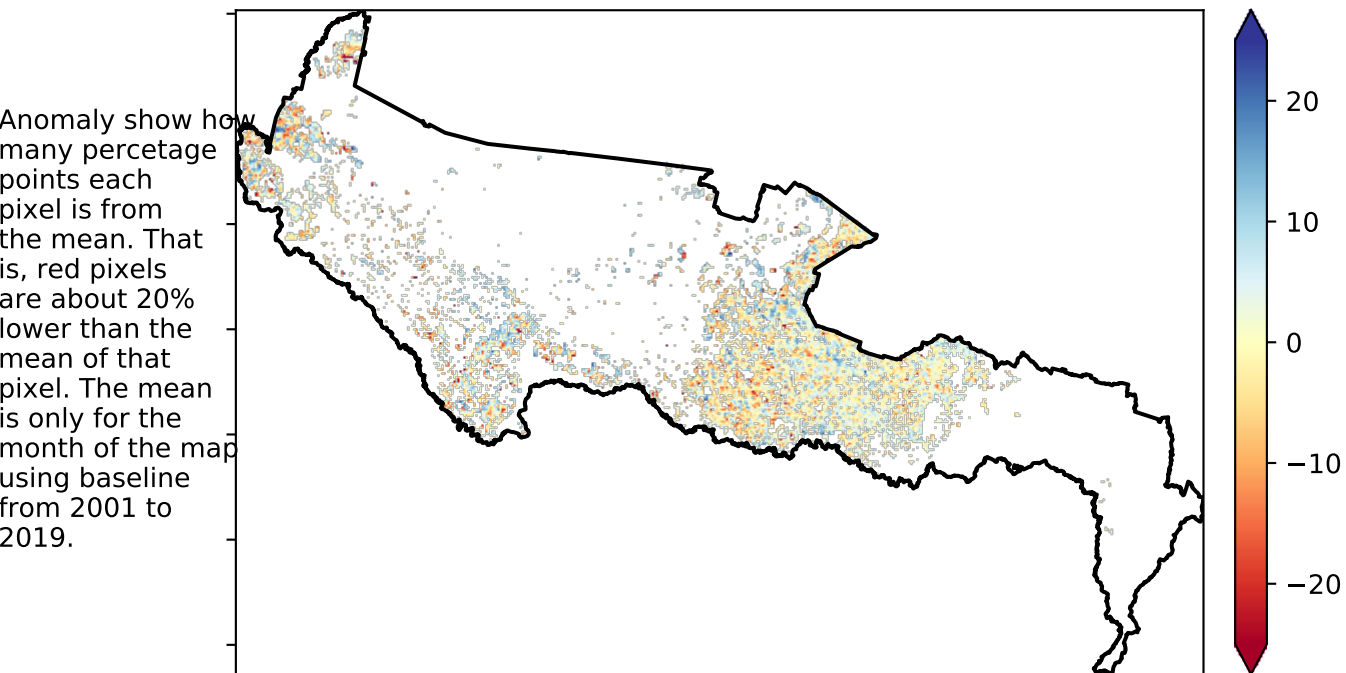 Anomaly show how
many percetage
points each
pixel is from
the mean. That
is, red pixels
are about 20%
lower than the
mean of that
pixel. The mean
is only for the
month of the map
using baseline
from 2001 to
2019.
20
10
0
−10
−20